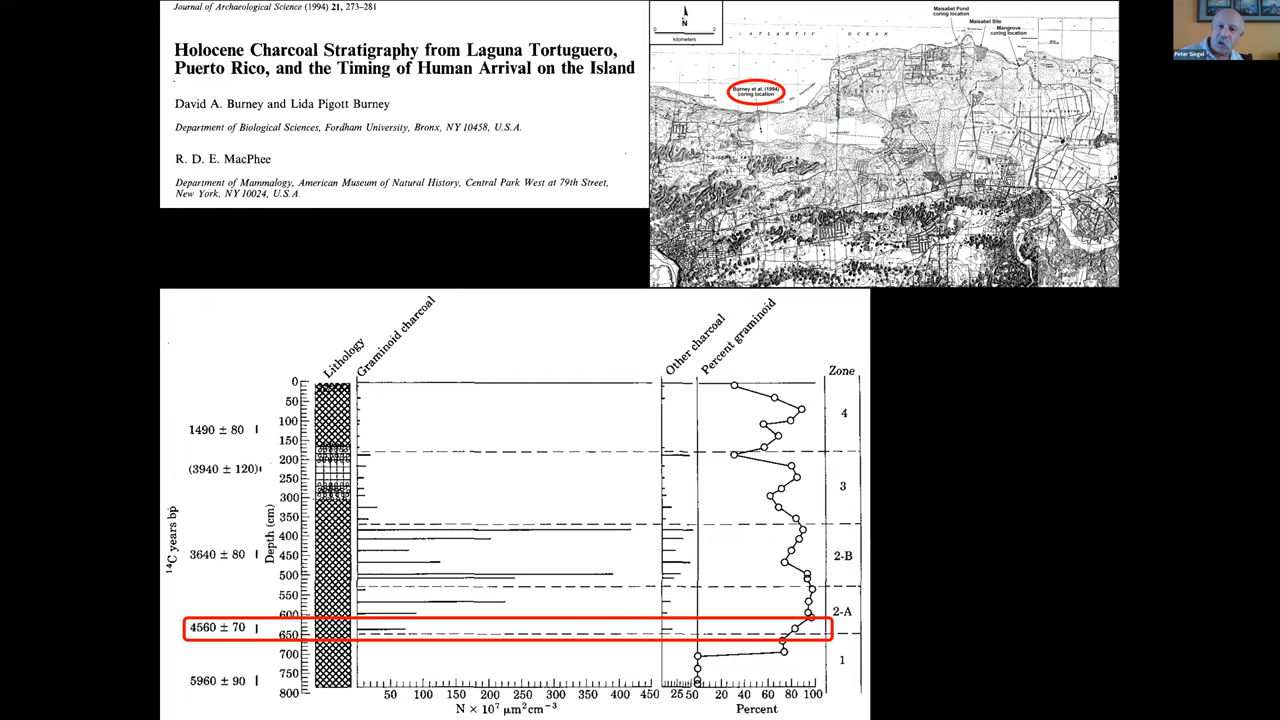 Journal of Archaeological Science (1994) 21, 273–281
Holocene Charcoal Stratigraphy from Laguna Tortuguero,
Puerto Rico, and the Timing of Human Arrival on the Island
David A. Burney and Lida Pigott Burney
Department of Biological Sciences, Fordham University, Bronx, NY 10458, U.S.A.
R. D. E. MacPhee
Department of Mammalogy, American Museum of Natural History, Central Park West at 79th Street,
New York, NY 10024, U.S.A.
N
0 2
kilometers
ATLANTIC OCEAN
Maisabel Pond
coring location
Maisabel Site
Mangrove
coring location
Burney et al. (1994)
coring location
Peter Siegel
Lithology
Graminoid charcoal
Other charcoal
Percent graminoid
Zone
0
50
100
150
200
250
300
350
400
450
500
550
600
650
700
750
800
Depth (cm)
14C years bp
1490 ± 80
(3940 ± 120)
3640 ± 80
4560 ± 70
5960 ± 90
4
3
2-B
2-A
1
50 100 150 200 250 300 350 400 450
25 50
20 40 60 80 100
N × 10⁷ μm² cm⁻³
Percent